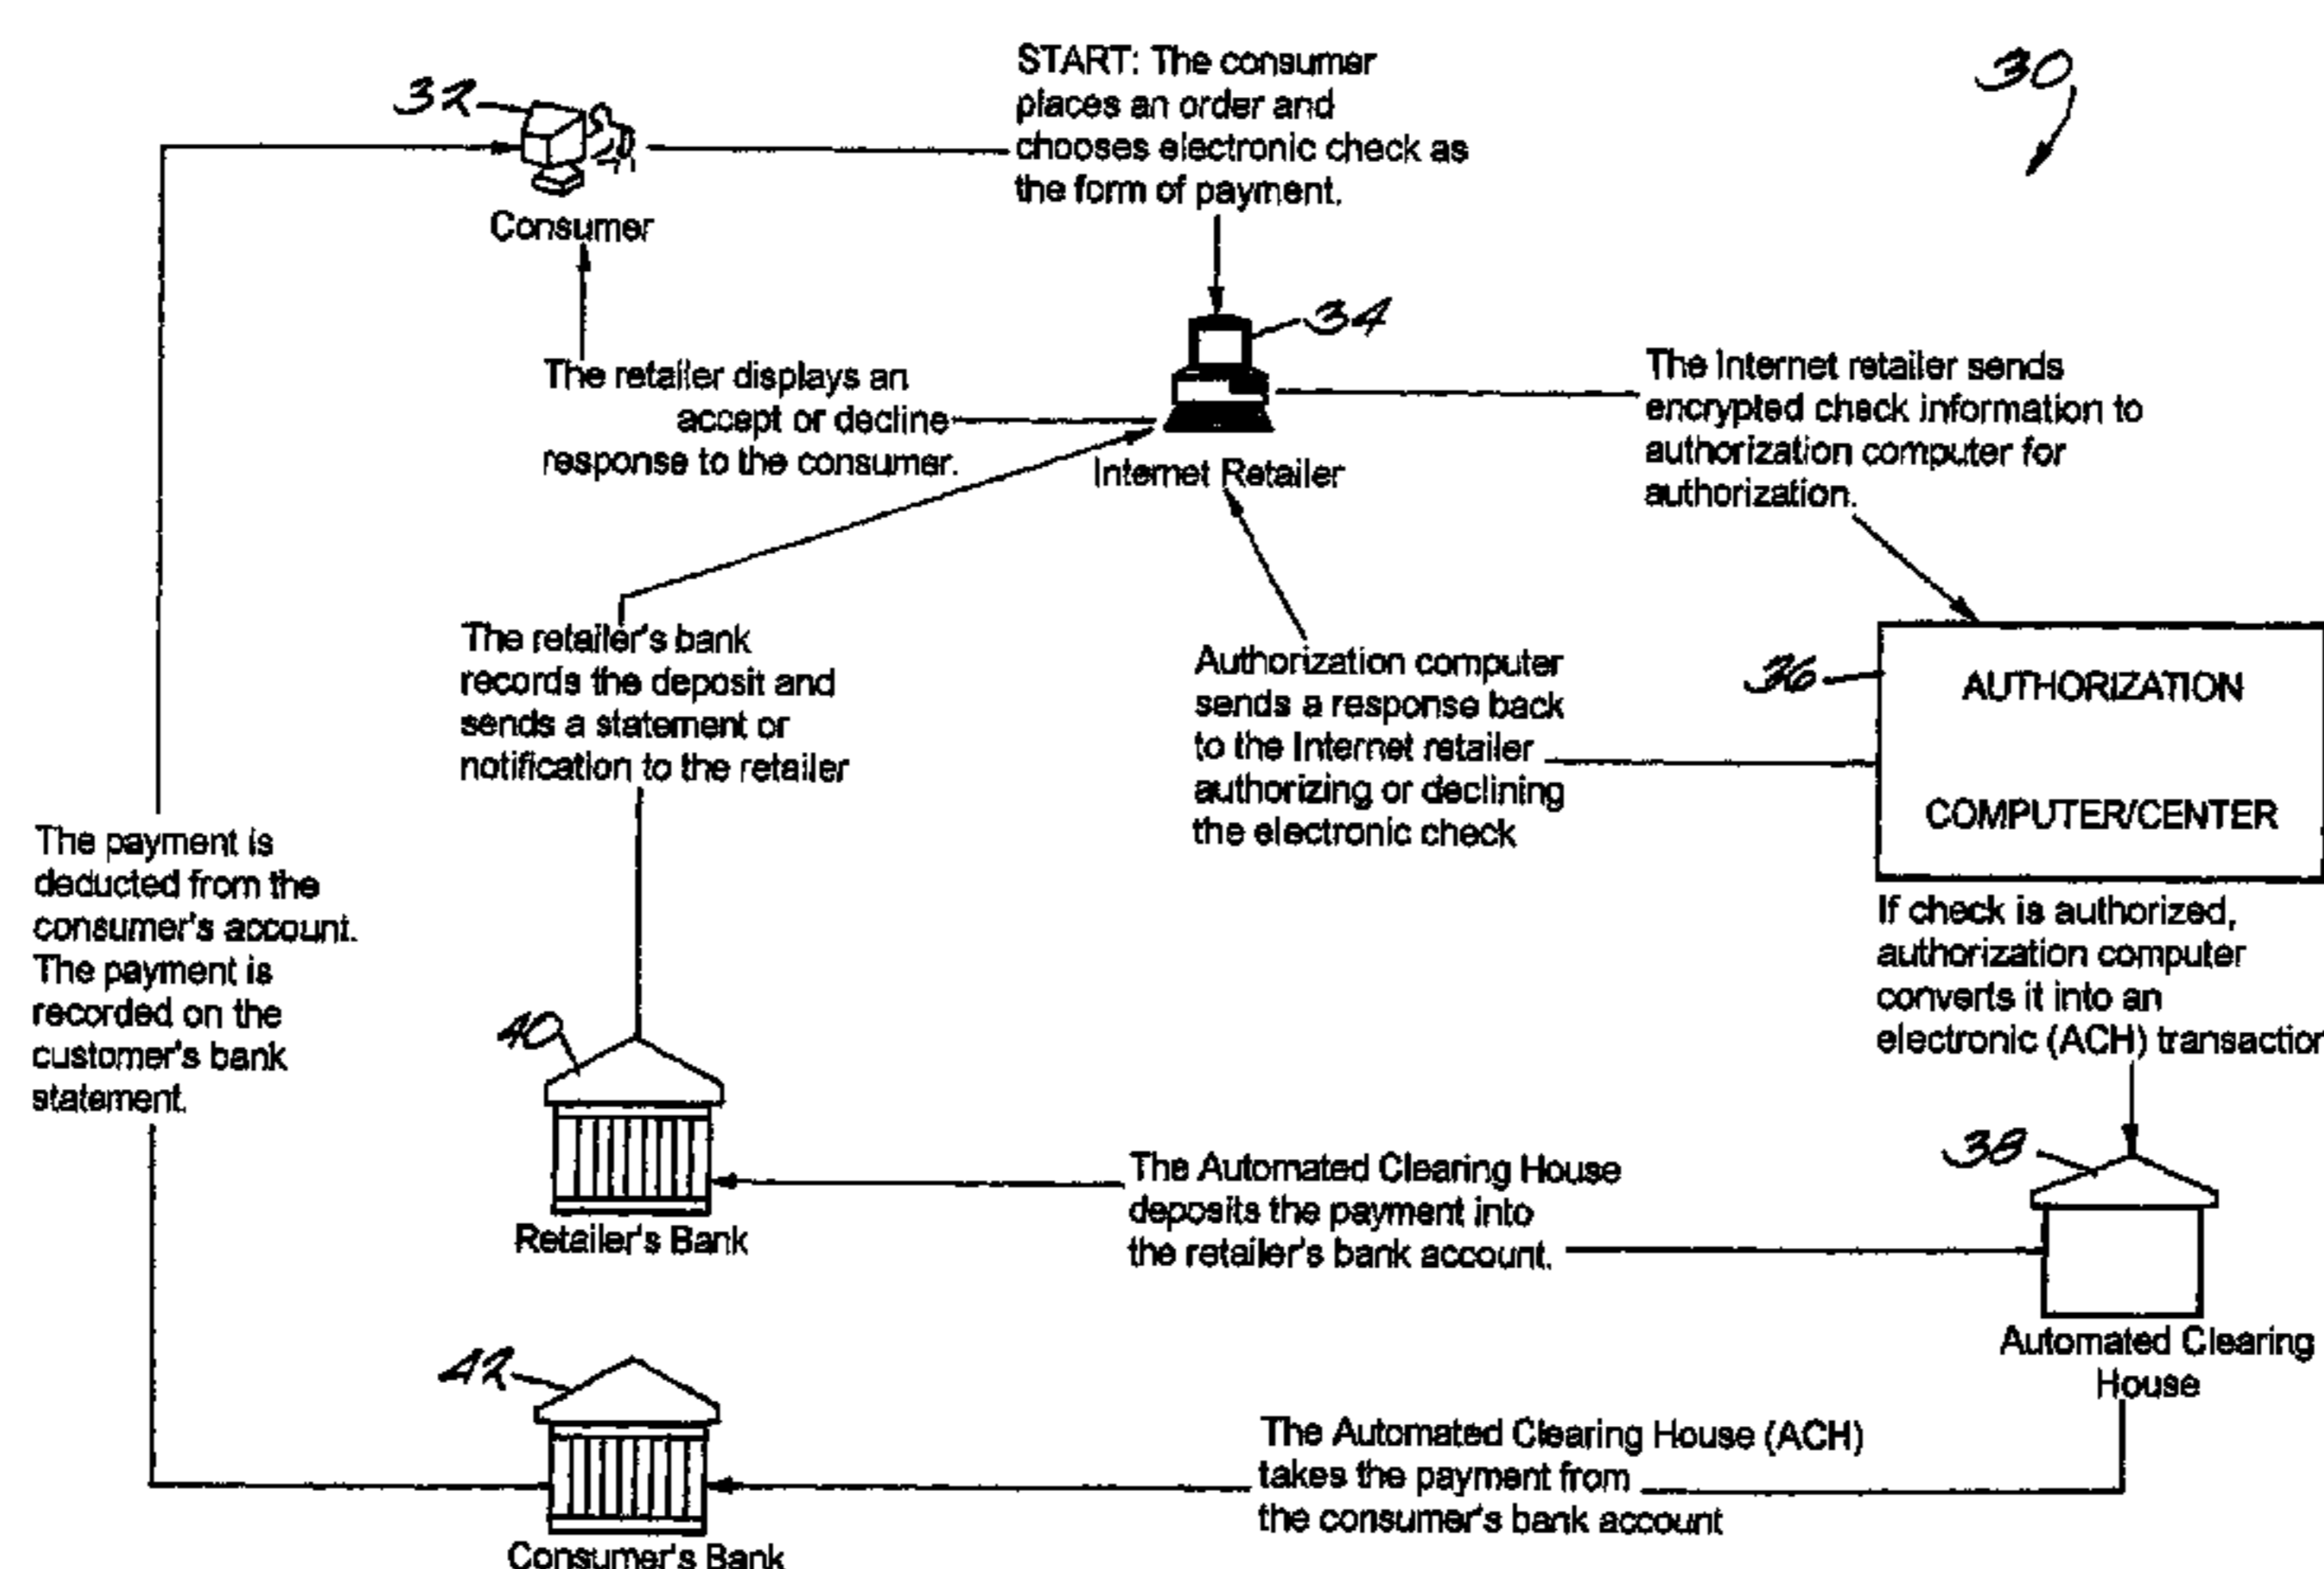 START: The consumer
places an order and
chooses electronic check as
the form of payment.
30
32
Consumer
34
Internet Retailer
The retailer displays an
accept or decline
response to the consumer.
The Internet retailer sends
encrypted check information to
authorization computer for
authorization.
The retailer's bank
records the deposit and
sends a statement or
notification to the retailer
Authorization computer
sends a response back
to the Internet retailer
authorizing or declining
the electronic check
36
AUTHORIZATION
COMPUTER/CENTER
The payment is
deducted from the
consumer's account.
The payment is
recorded on the
customer's bank
statement.
If check is authorized,
authorization computer
converts it into an
electronic (ACH) transaction
40
Retailer's Bank
The Automated Clearing House
deposits the payment into
the retailer's bank account.
38
Automated Clearing
House
42
Consumer's Bank
The Automated Clearing House (ACH)
takes the payment from
the consumer's bank account